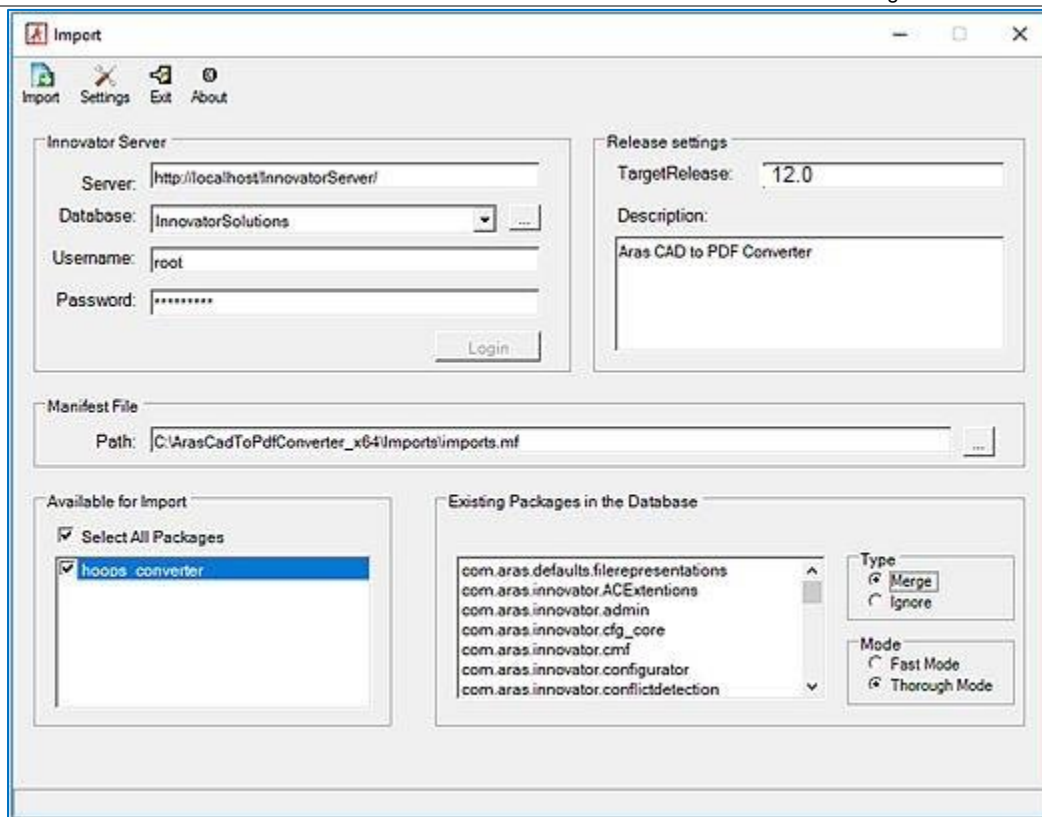 Import
Import Settings Exit About
Innovator Server
Server: http://localhost/InnovatorServer/
Database: InnovatorSolutions ...
Username: root
Password: *********
Login
Release settings
TargetRelease: 12.0
Description:
Aras CAD to PDF Converter
Manifest File
Path: C:\ArasCadToPdfConverter_x64\Imports\imports.mf ...
Available for Import
Select All Packages
hoops_converter
Existing Packages in the Database
com.aras.defaults.filerepresentations
com.aras.innovator.ACExtentions
com.aras.innovator.admin
com.aras.innovator.cfg_core
com.aras.innovator.cmf
com.aras.innovator.configurator
com.aras.innovator.conflictdetection
Type
Merge
Ignore
Mode
Fast Mode
Thorough Mode